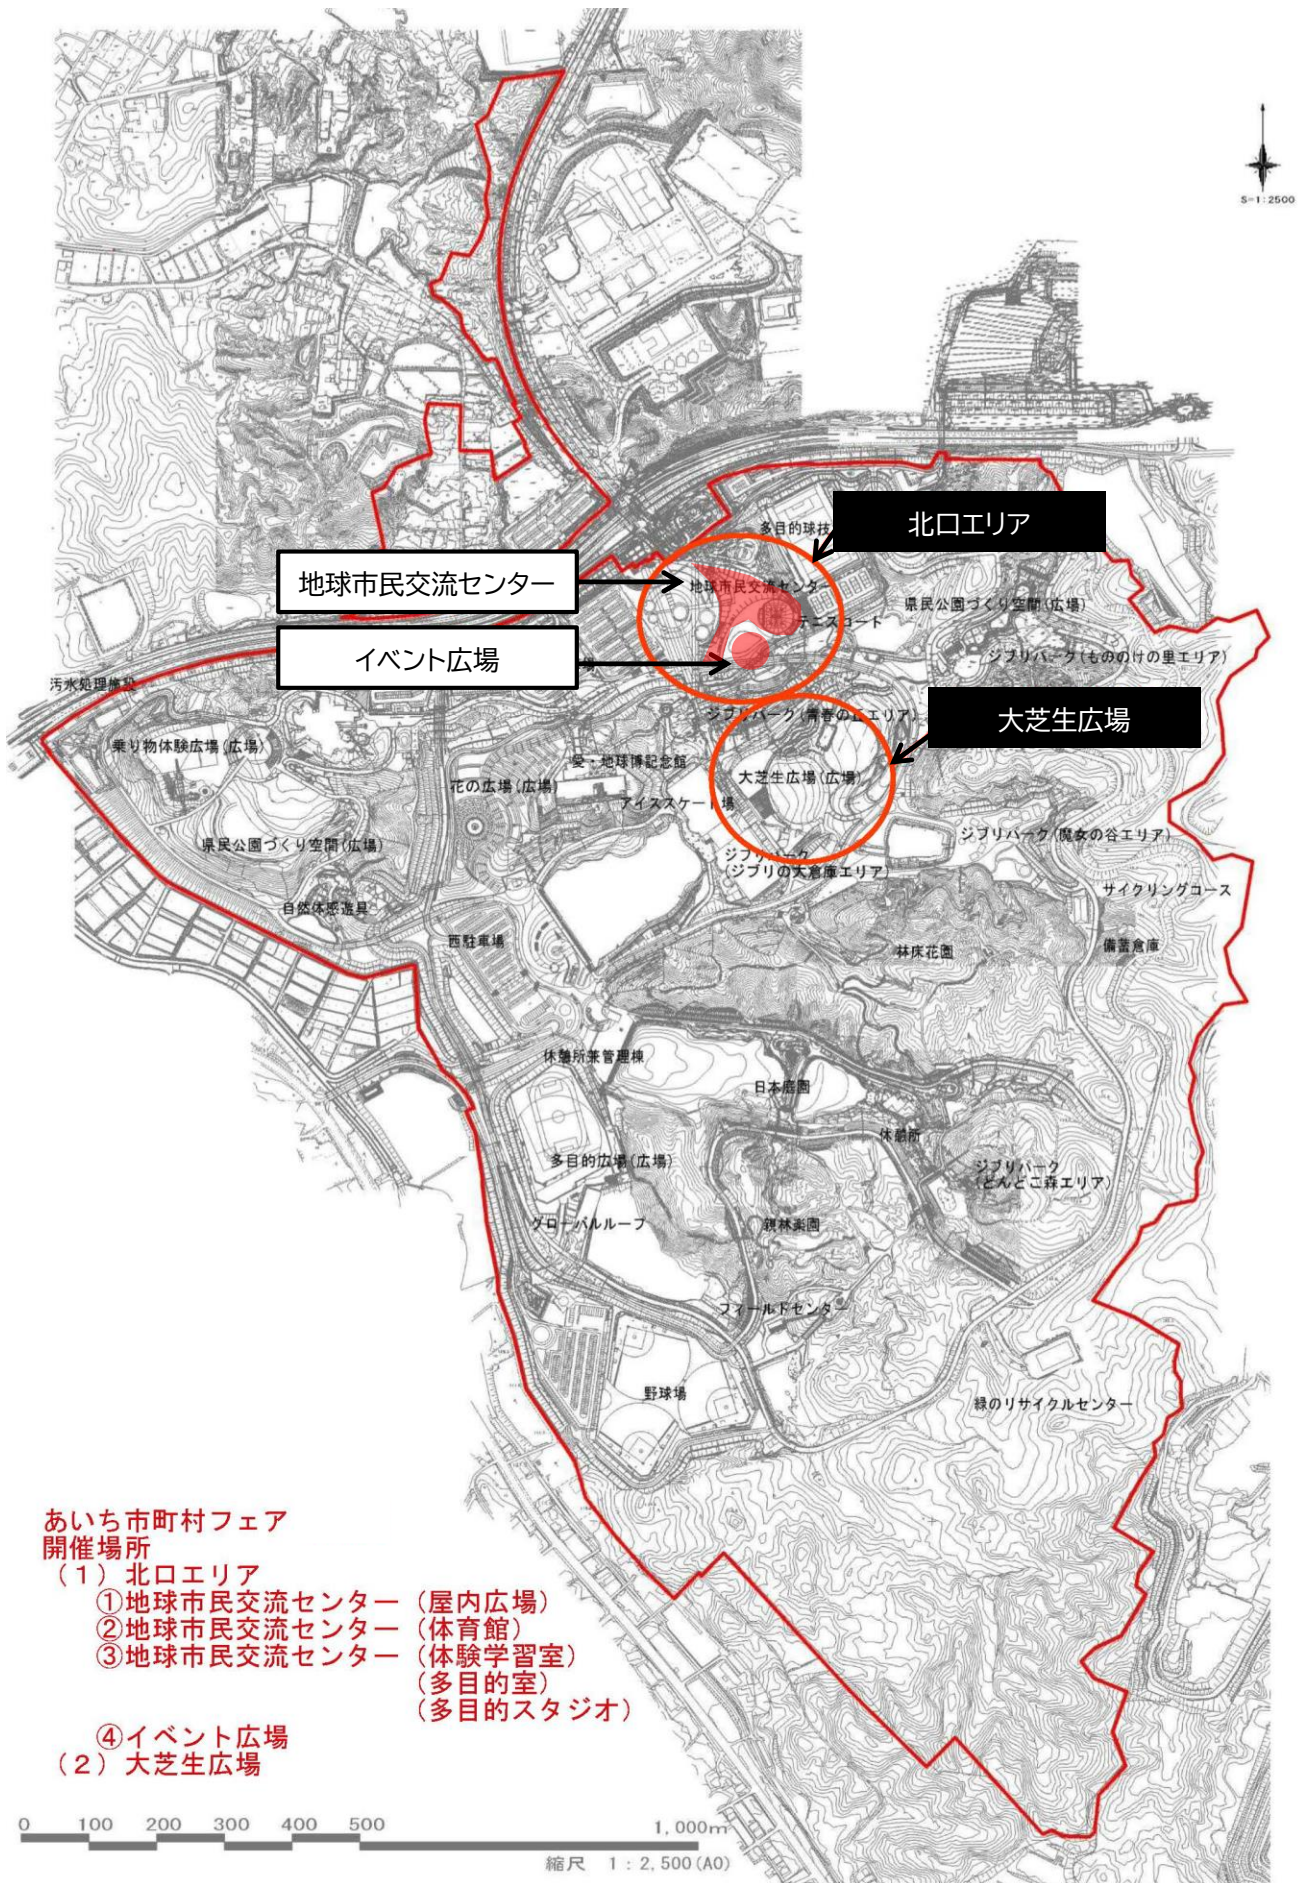 S=1:2500
北口エリア
多目的球技
地球市民交流センター
地球市民交流センタ
県民公園づくり空間(広場)
テニスコート
イベント広場
場
ジブリパーク(もののけの里エリア)
汚水処理施設
大芝生広場
ジブリパーク(青春の丘エリア)
乗り物体験広場(広場)
愛・地球博記念館
大芝生広場(広場)
花の広場(広場)
アイススケート場
ジブリパーク(魔女の谷エリア)
県民公園づくり空間(広場)
ジブリパーク
(ジブリの大倉庫エリア)
サイクリングコース
自然体感遊具
西駐車場
林床花園
備蓄倉庫
休憩所兼管理棟
日本庭園
休憩所
多目的広場(広場)
ジブリパーク
(どんどこ森エリア)
グローバルループ
親林楽園
フィールドセンター
野球場
緑のリサイクルセンター
あいち市町村フェア
開催場所
(1)北口エリア
①地球市民交流センター(屋内広場)
②地球市民交流センター(体育館)
③地球市民交流センター(体験学習室)
(多目的室)
(多目的スタジオ)
④イベント広場
(2)大芝生広場
0 100 200 300 400 500 1,000m
縮尺 1:2,500(A0)